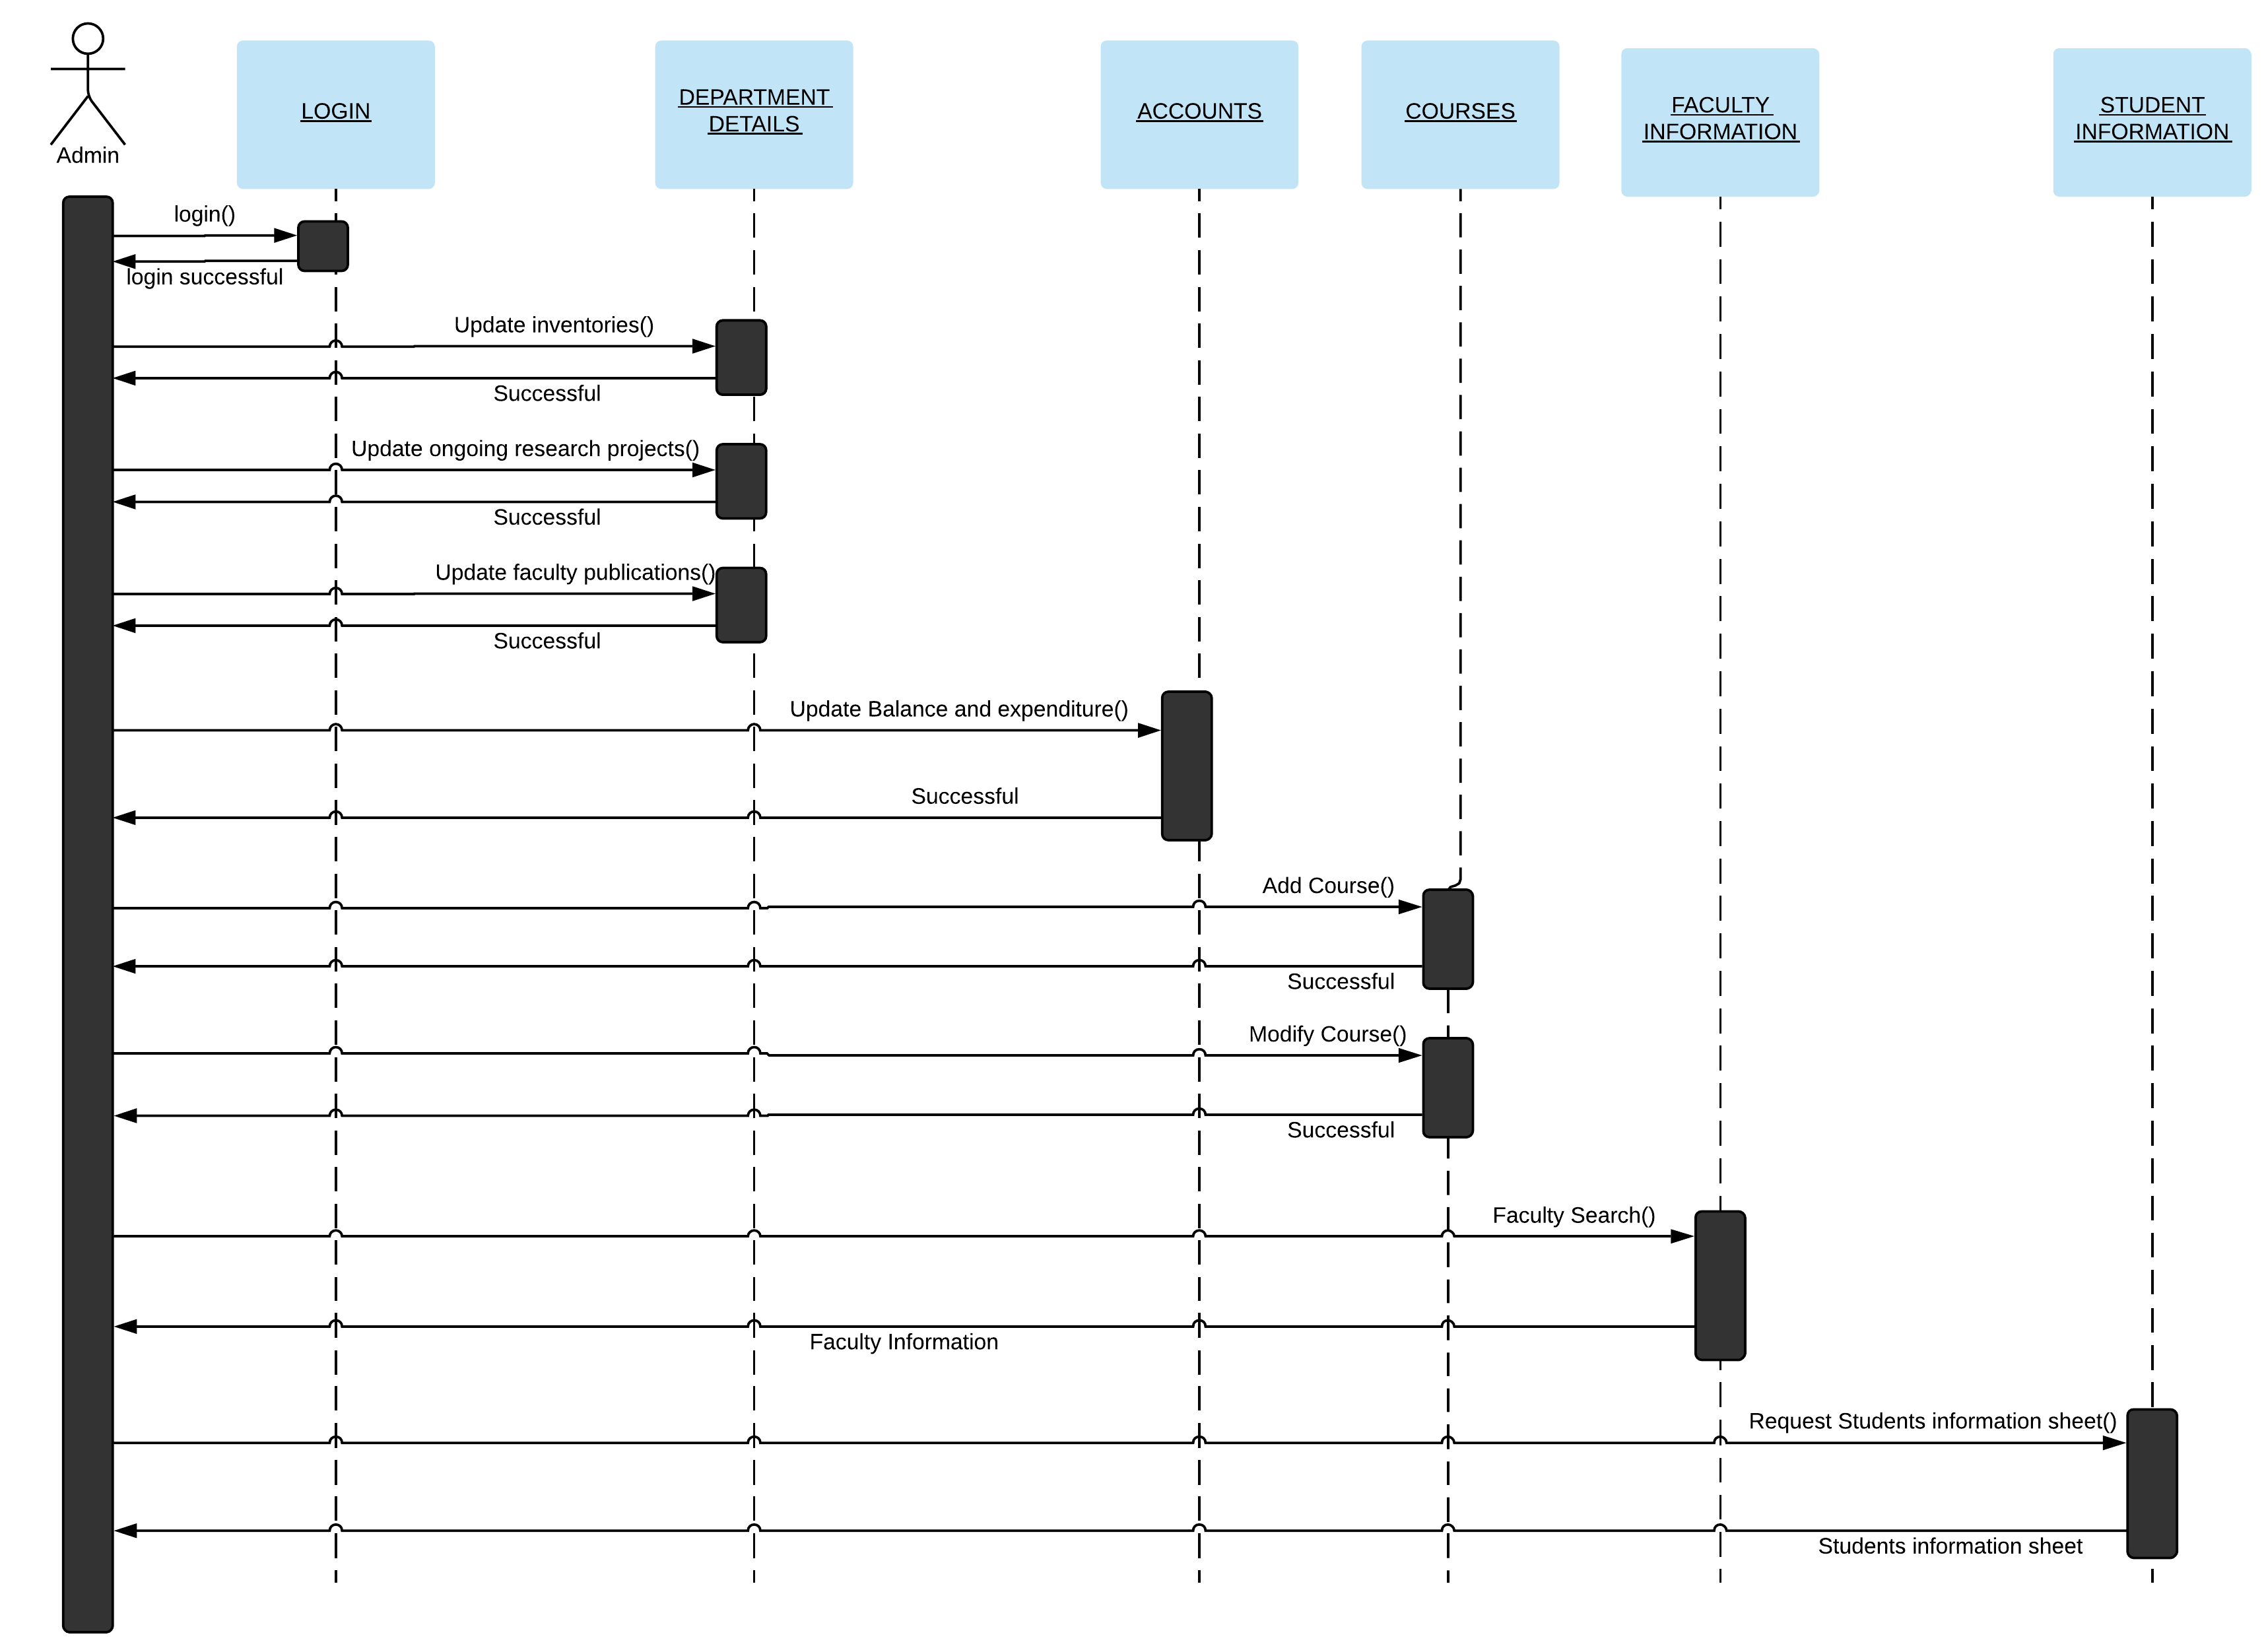 Admin
LOGIN
DEPARTMENT
DETAILS
ACCOUNTS
COURSES
FACULTY
INFORMATION
STUDENT
INFORMATION
login()
login successful
Update inventories()
Successful
Update ongoing research projects()
Successful
Update faculty publications()
Successful
Update Balance and expenditure()
Successful
Add Course()
Successful
Modify Course()
Successful
Faculty Search()
Faculty Information
Request Students information sheet()
Students information sheet